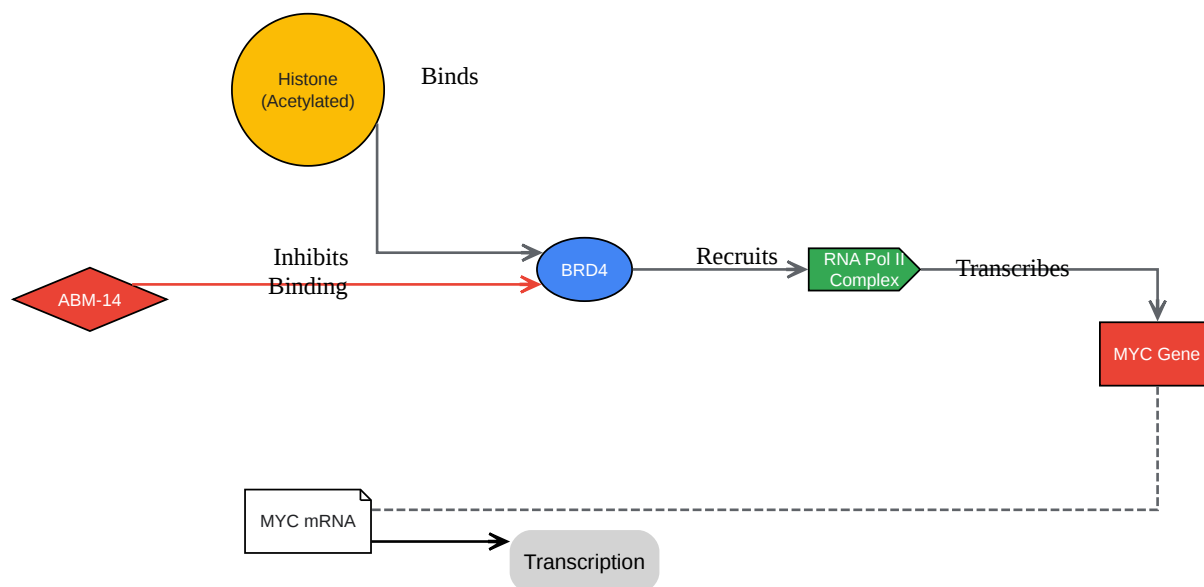 Histone
(Acetylated)
Binds
Inhibits
Binding
ABM-14
BRD4
Recruits
RNA Pol II
Complex
Transcribes
MYC Gene
MYC mRNA
Transcription